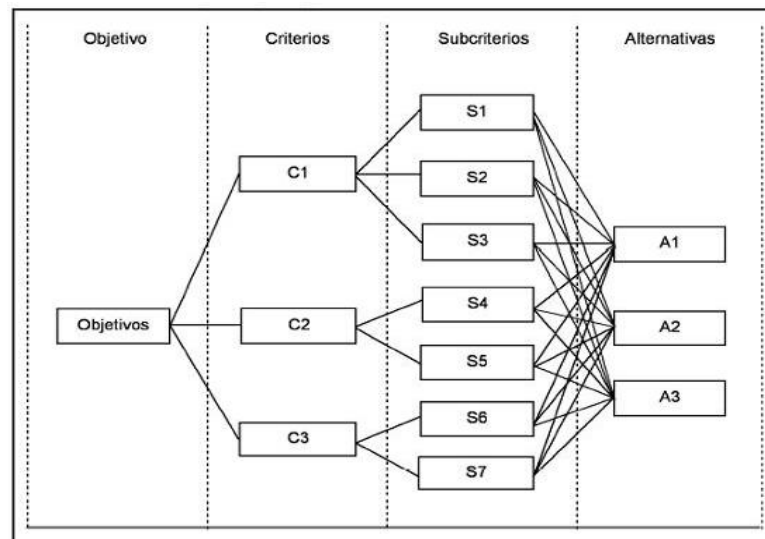 Objetivo
Criterios
Subcriterios
Alternativas
Objetivos
C1
C2
C3
S1
S2
S3
S4
S5
S6
S7
A1
A2
A3